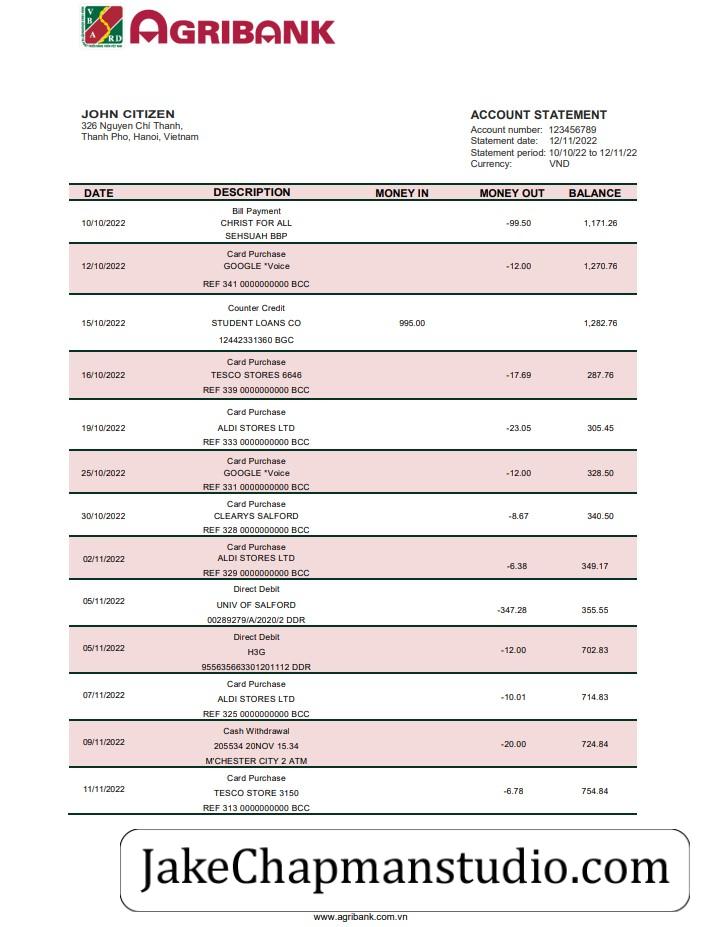 VBARD
AGRIBANK
JOHN CITIZEN
326 Nguyen Chí Thanh,
Thanh Pho, Hanoi, Vietnam
ACCOUNT STATEMENT
Account number: 123456789
Statement date: 12/11/2022
Statement period: 10/10/22 to 12/11/22
Currency: VND
DATE DESCRIPTION MONEY IN MONEY OUT BALANCE
Bill Payment
10/10/2022 CHRIST FOR ALL -99.50 1,171.26
SEHSUAH BBP
Card Purchase
12/10/2022 GOOGLE *Voice -12.00 1,270.76
REF 341 0000000000 BCC
Counter Credit
15/10/2022 STUDENT LOANS CO 995.00 1,282.76
12442331360 BGC
Card Purchase
16/10/2022 TESCO STORES 6646 -17.69 287.76
REF 339 0000000000 BCC
Card Purchase
19/10/2022 ALDI STORES LTD -23.05 305.45
REF 333 0000000000 BCC
Card Purchase
25/10/2022 GOOGLE *Voice -12.00 328.50
REF 331 0000000000 BCC
Card Purchase
30/10/2022 CLEARYS SALFORD -8.67 340.50
REF 328 0000000000 BCC
Card Purchase
02/11/2022 ALDI STORES LTD -6.38 349.17
REF 329 0000000000 BCC
Direct Debit
05/11/2022 UNIV OF SALFORD -347.28 355.55
00289279/A/2020/2 DDR
Direct Debit
05/11/2022 H3G -12.00 702.83
955635663301201112 DDR
Card Purchase
07/11/2022 ALDI STORES LTD -10.01 714.83
REF 325 0000000000 BCC
Cash Withdrawal
09/11/2022 205534 20NOV 15.34 -20.00 724.84
M'CHESTER CITY 2 ATM
Card Purchase
11/11/2022 TESCO STORE 3150 -6.78 754.84
REF 313 0000000000 BCC
JakeChapmanstudio.com
www.agribank.com.vn